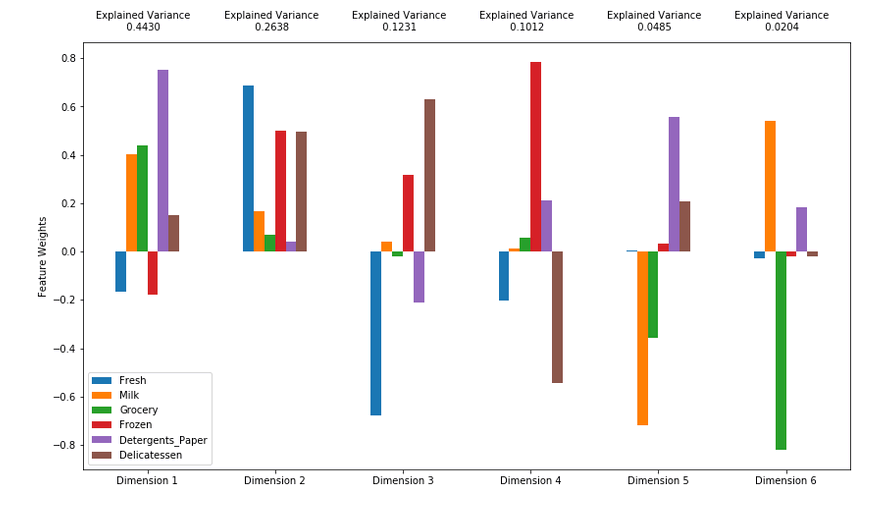 Explained Variance
0.4430
Explained Variance
0.2638
Explained Variance
0.1231
Explained Variance
0.1012
Explained Variance
0.0485
Explained Variance
0.0204
Feature Weights
0.8
0.6
0.4
0.2
0.0
−0.2
−0.4
−0.6
−0.8
Fresh
Milk
Grocery
Frozen
Detergents_Paper
Delicatessen
Dimension 1
Dimension 2
Dimension 3
Dimension 4
Dimension 5
Dimension 6